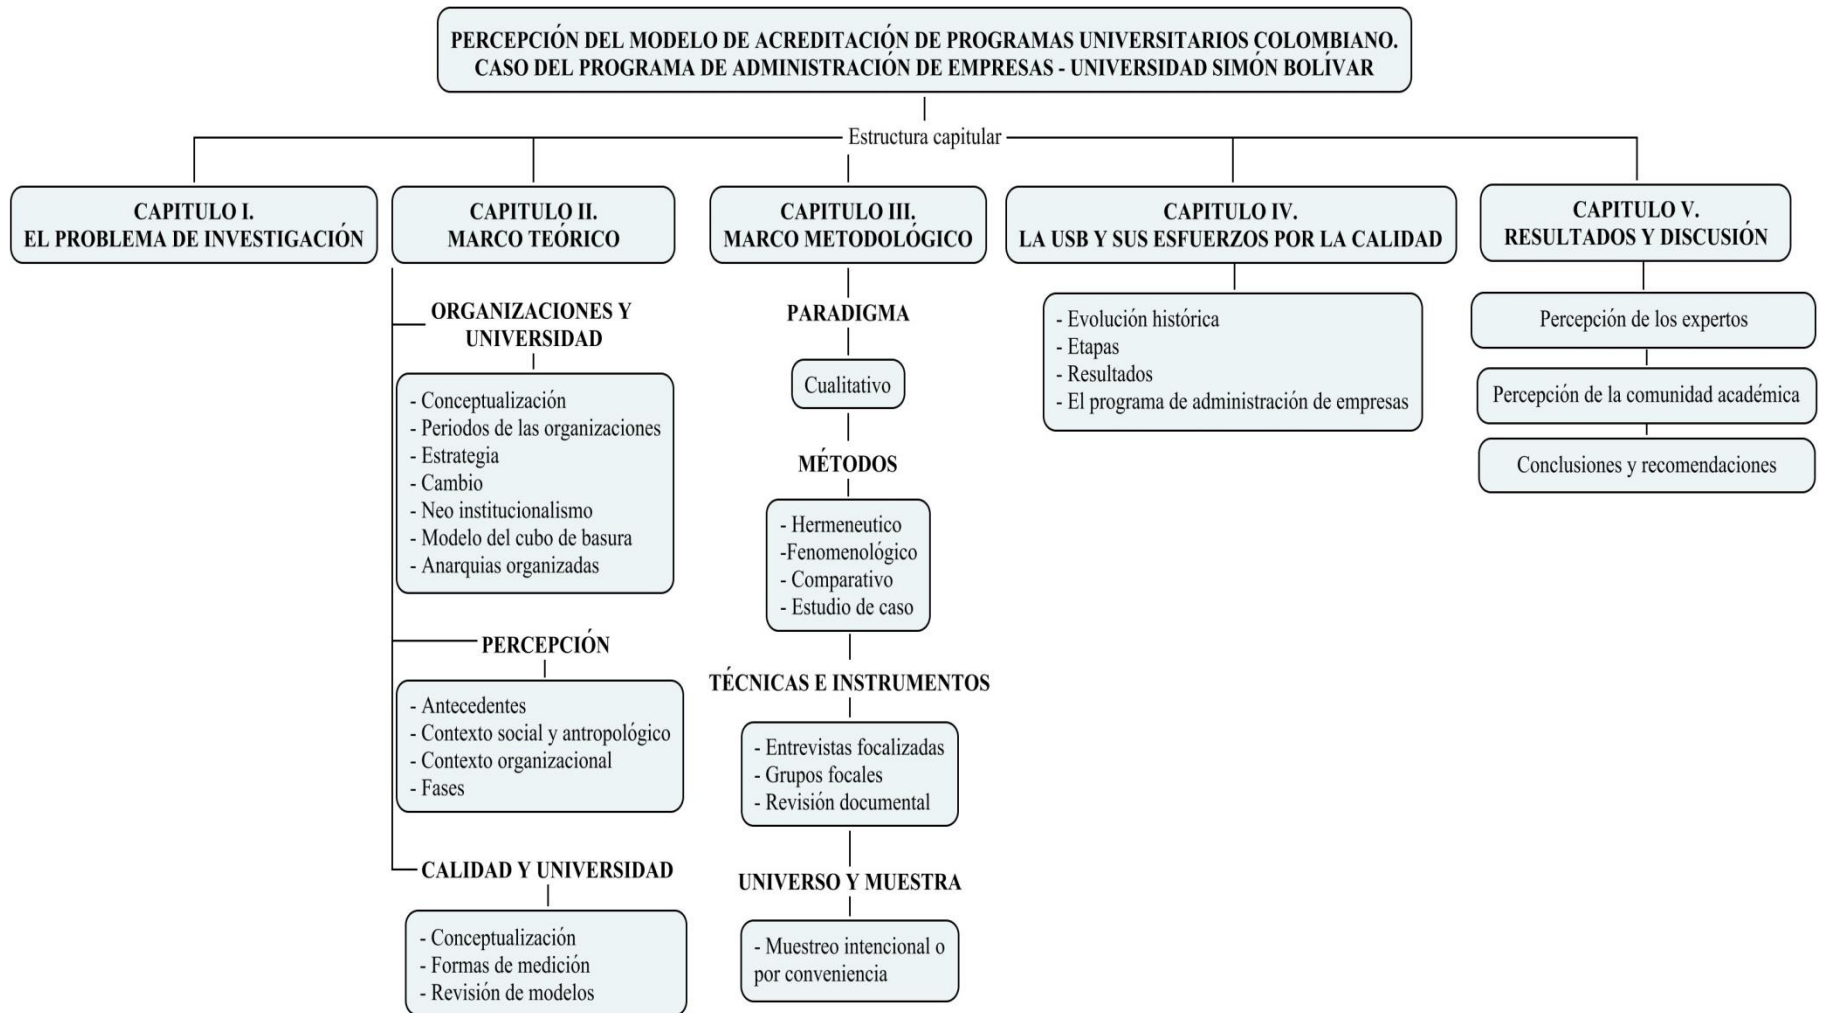 PERCEPCIÓN DEL MODELO DE ACREDITACIÓN DE PROGRAMAS UNIVERSITARIOS COLOMBIANO.
CASO DEL PROGRAMA DE ADMINISTRACIÓN DE EMPRESAS - UNIVERSIDAD SIMÓN BOLÍVAR
Estructura capitular
CAPITULO I.
EL PROBLEMA DE INVESTIGACIÓN
CAPITULO II.
MARCO TEÓRICO
ORGANIZACIONES Y
UNIVERSIDAD
- Conceptualización
- Periodos de las organizaciones
- Estrategia
- Cambio
- Neo institucionalismo
- Modelo del cubo de basura
- Anarquias organizadas
PERCEPCIÓN
- Antecedentes
- Contexto social y antropológico
- Contexto organizacional
- Fases
CALIDAD Y UNIVERSIDAD
- Conceptualización
- Formas de medición
- Revisión de modelos
CAPITULO III.
MARCO METODOLÓGICO
PARADIGMA
Cualitativo
MÉTODOS
- Hermeneutico
-Fenomenológico
- Comparativo
- Estudio de caso
TÉCNICAS E INSTRUMENTOS
- Entrevistas focalizadas
- Grupos focales
- Revisión documental
UNIVERSO Y MUESTRA
- Muestreo intencional o
por conveniencia
CAPITULO IV.
LA USB Y SUS ESFUERZOS POR LA CALIDAD
- Evolución histórica
- Etapas
- Resultados
- El programa de administración de empresas
CAPITULO V.
RESULTADOS Y DISCUSIÓN
Percepción de los expertos
Percepción de la comunidad académica
Conclusiones y recomendaciones